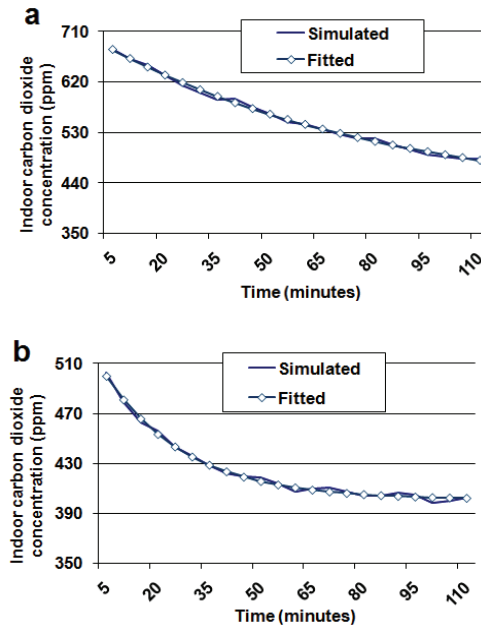 a
Indoor carbon dioxide
concentration (ppm)
710
620
530
440
350
Simulated
Fitted
5 20 35 50 65 80 95 110
Time (minutes)
b
Indoor carbon dioxide
concentration (ppm)
510
470
430
390
350
Simulated
Fitted
5 20 35 50 65 80 95 110
Time (minutes)